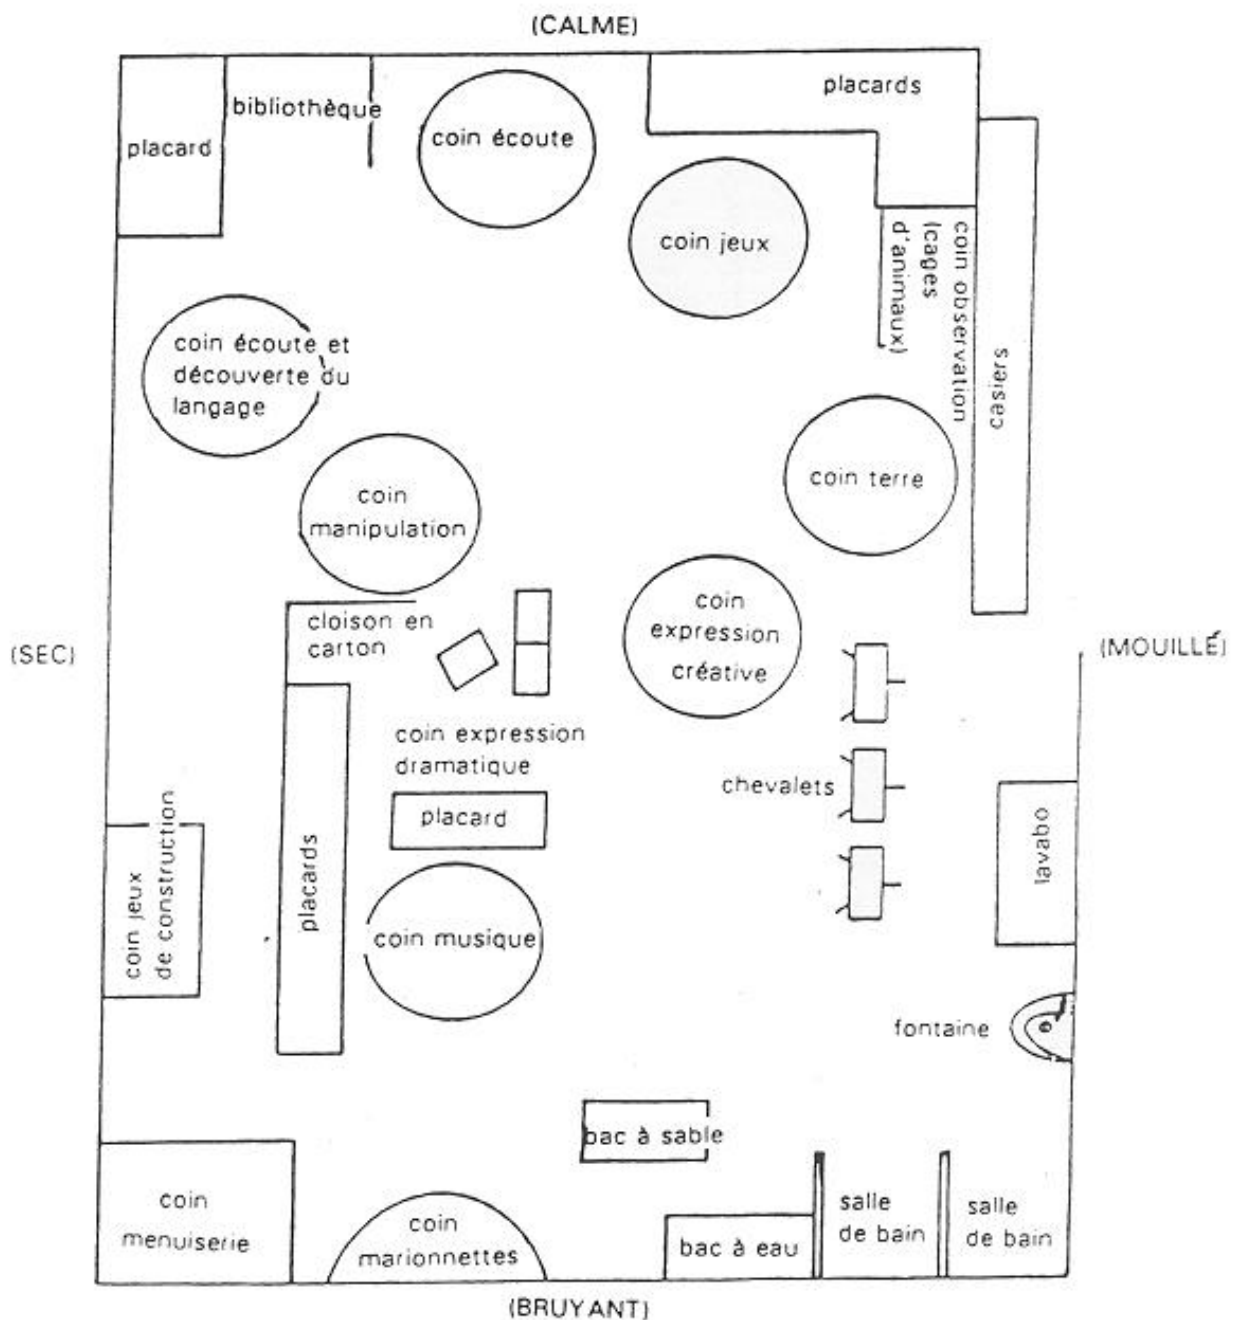 (CALME)
placards
bibliothèque
placard
coin écoute
coin jeux
coin observation
(cages
d'animaux)
casiers
coin écoute et
découverte du
langage
coin terre
coin
manipulation
coin
expression
créative
cloison en
carton
(SEC)
(MOUILLÉ)
coin expression
dramatique
chevalets
placard
lavabo
placards
coin jeux
de construction
coin musique
fontaine
bac à sable
coin
menuiserie
coin
marionnettes
bac à eau
salle
de bain
salle
de bain
(BRUYANT)